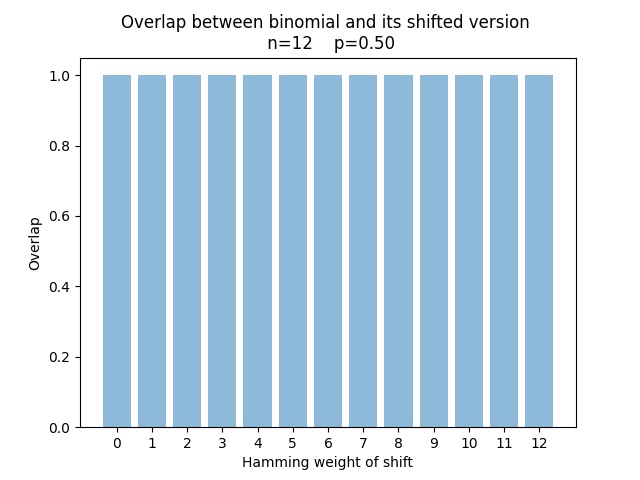 Overlap between binomial and its shifted version
n=12    p=0.50
1.0
0.8
0.6
0.4
0.2
0.0
Overlap
0 1 2 3 4 5 6 7 8 9 10 11 12
Hamming weight of shift